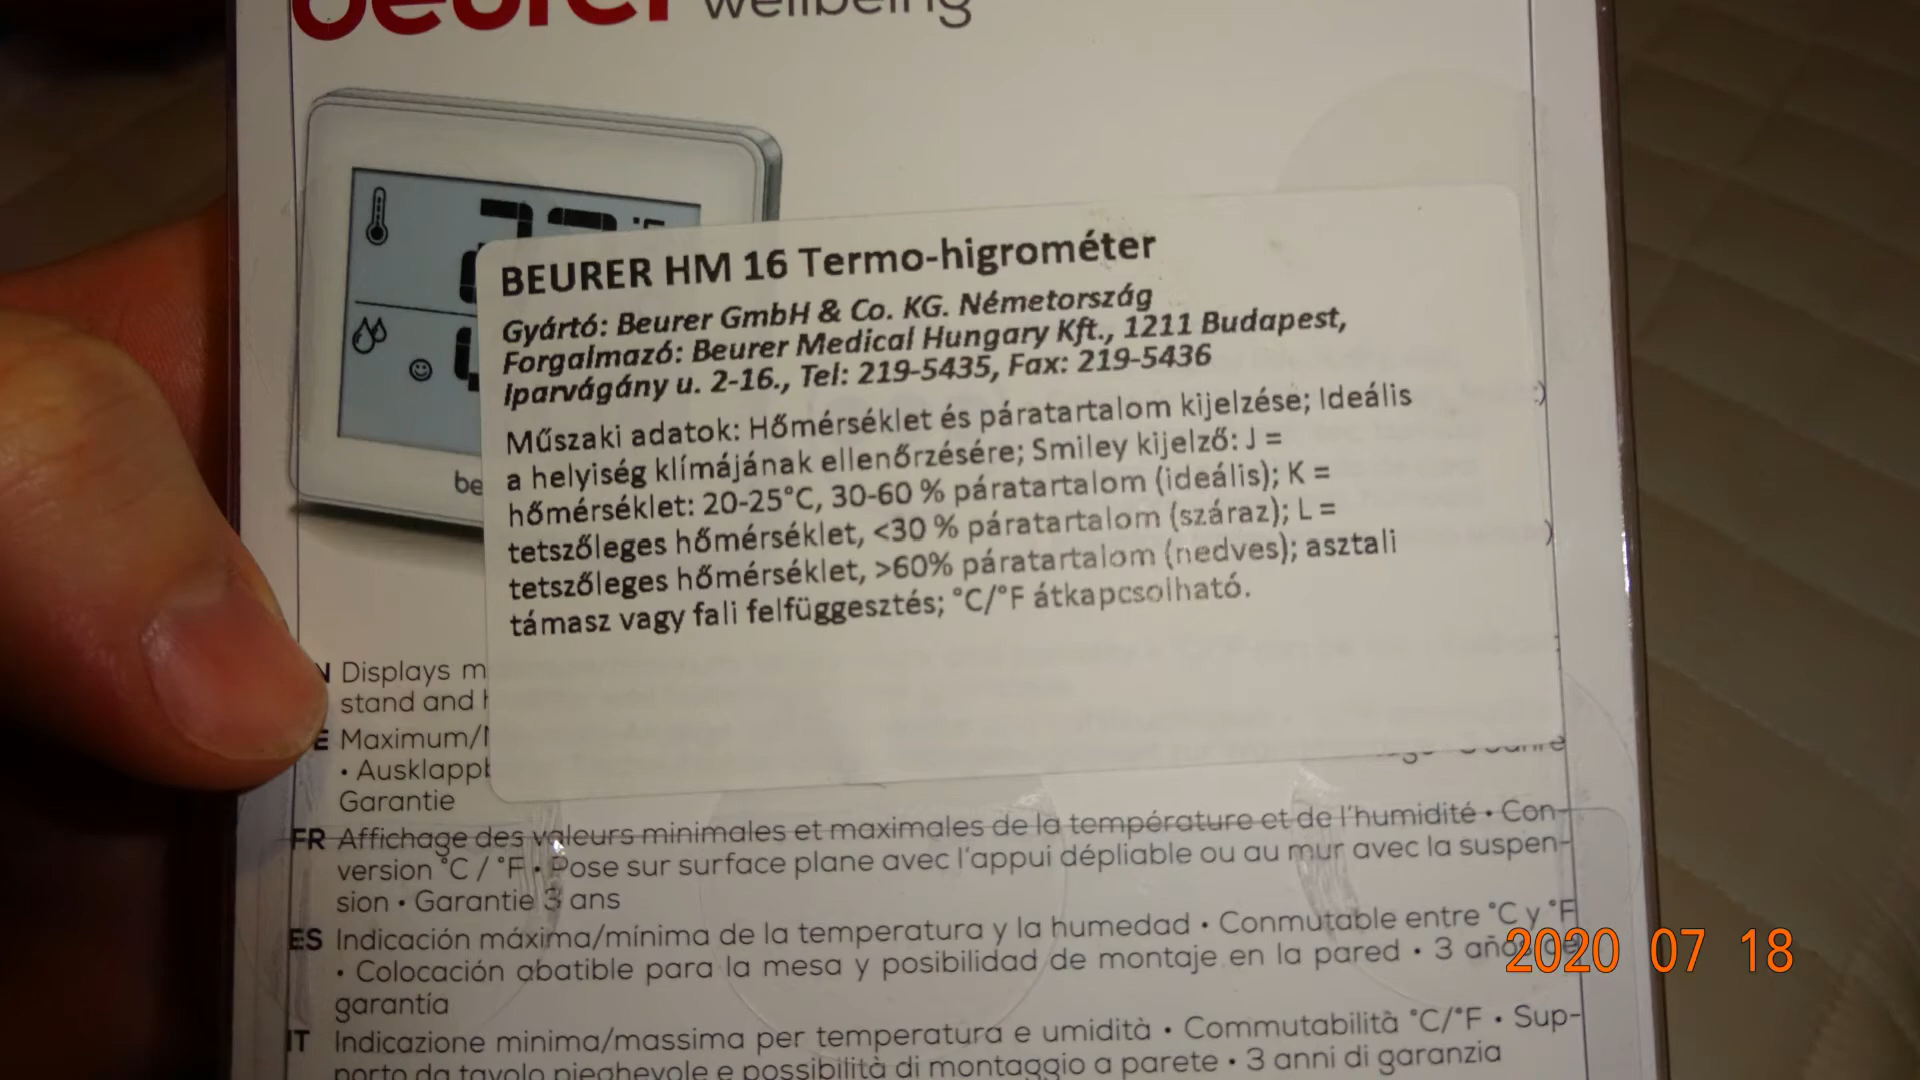 beurer wellbeing
BEURER HM 16 Termo-higrométer
Gyártó: Beurer GmbH & Co. KG. Németország
Forgalmazó: Beurer Medical Hungary Kft., 1211 Budapest,
Iparvágány u. 2-16., Tel: 219-5435, Fax: 219-5436
Műszaki adatok: Hőmérséklet és páratartalom kijelzése; Ideális
a helyiség klímájának ellenőrzésére; Smiley kijelző: J =
hőmérséklet: 20-25°C, 30-60 % páratartalom (ideális); K =
tetszőleges hőmérséklet, <30 % páratartalom (száraz); L =
tetszőleges hőmérséklet, >60% páratartalom (nedves); asztali
támasz vagy fali felfüggesztés; °C/°F átkapcsolható.
be
Displays
stand and
Maximum/
• Ausklapp
Garantie
FR Affichage des valeurs minimales et maximales de la température et de l'humidité • Con-
version °C / °F • Pose sur surface plane avec l'appui dépliable ou au mur avec la suspen-
sion • Garantie 3 ans
ES Indicación máxima/mínima de la temperatura y la humedad • Conmutable entre °C y °F
• Colocación abatible para la mesa y posibilidad de montaje en la pared • 3 años de
garantía
2020 07 18
IT Indicazione minima/massima per temperatura e umidità • Commutabilità °C/°F • Sup-
porto da tavolo pieghevole e possibilità di montaggio a parete • 3 anni di garanzia